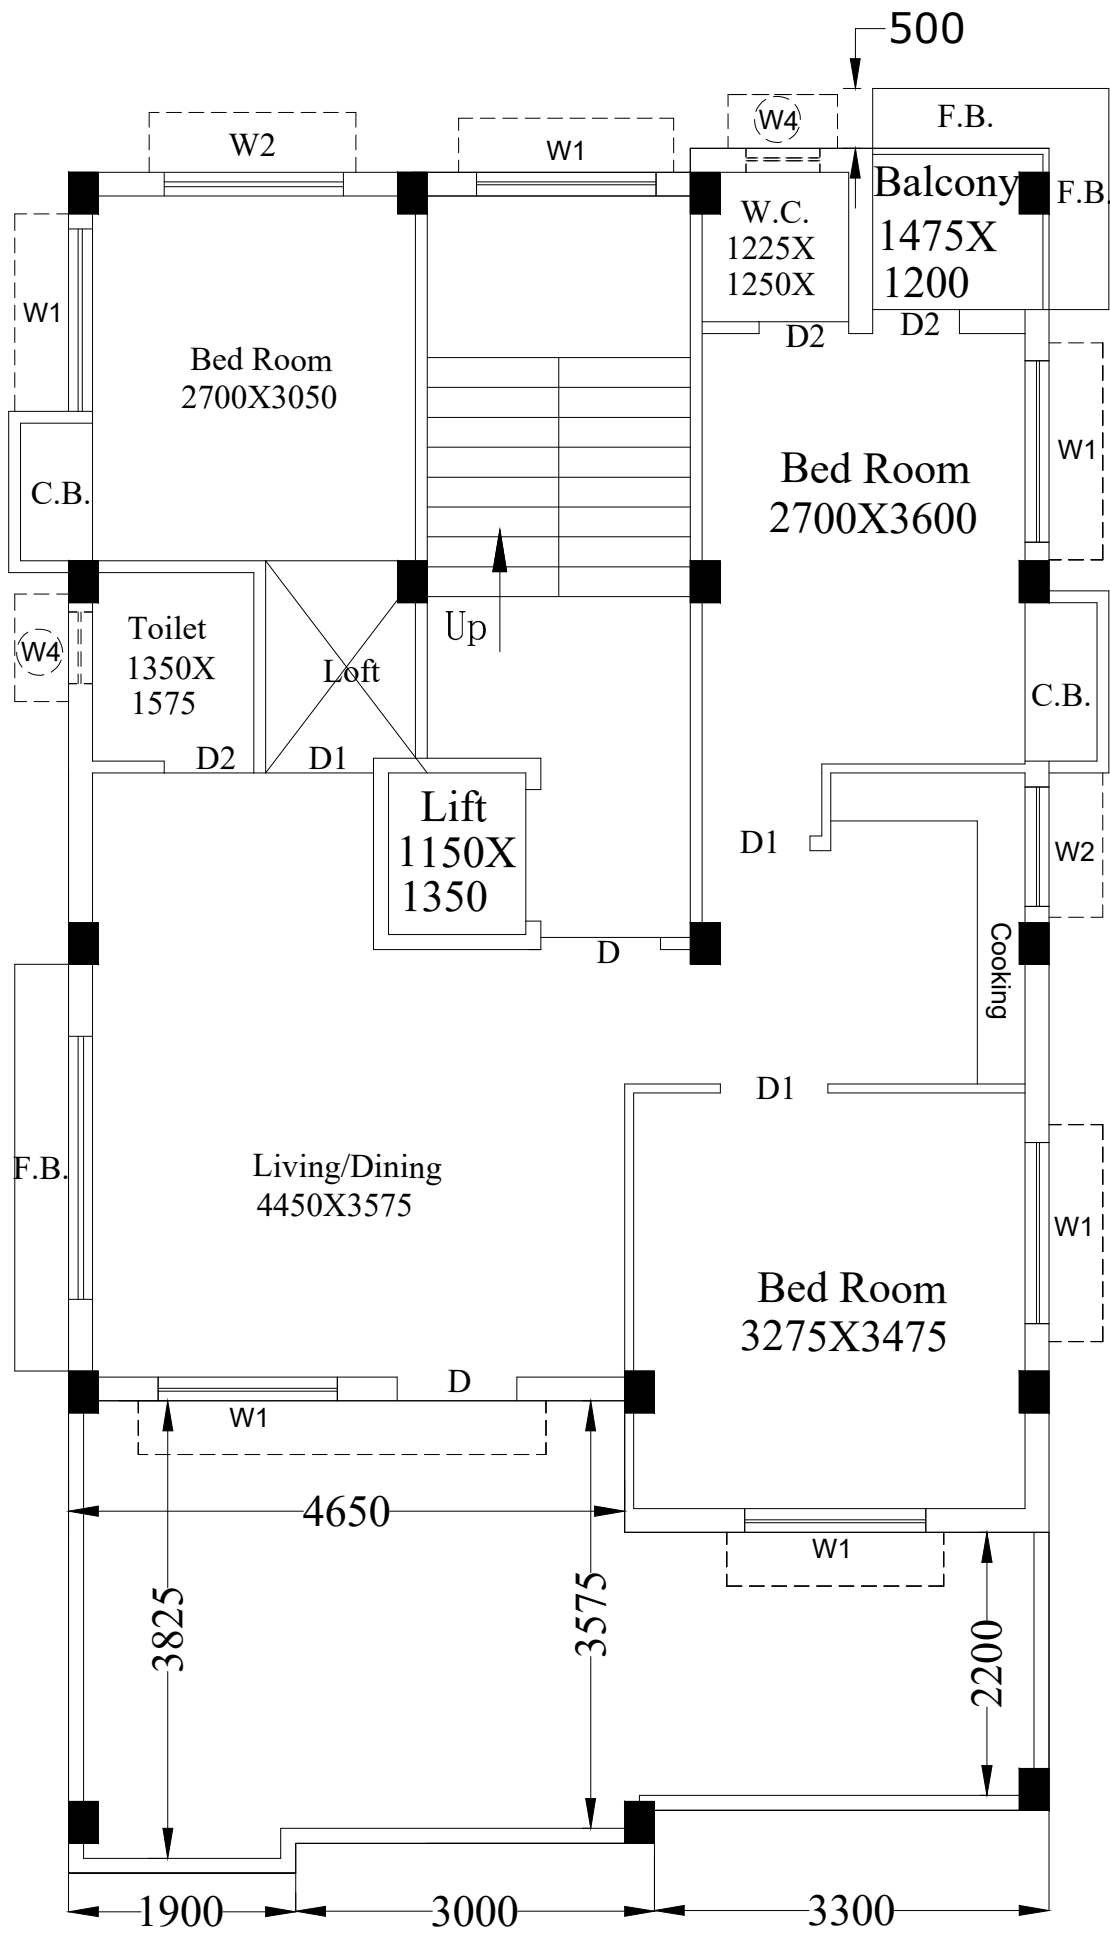 500
W2
W1
W4
F.B.
Balcony
1475X
1200
F.B.
W.C.
1225X
1250X
W1
D2
D2
Bed Room
2700X3050
C.B.
Bed Room
2700X3600
W1
Up
Toilet
1350X
1575
W4
Loft
C.B.
D2
D1
Lift
1150X
1350
D1
W2
D
Cooking
D1
F.B.
Living/Dining
4450X3575
W1
Bed Room
3275X3475
D
W1
4650
W1
3825
3575
2200
1900
3000
3300